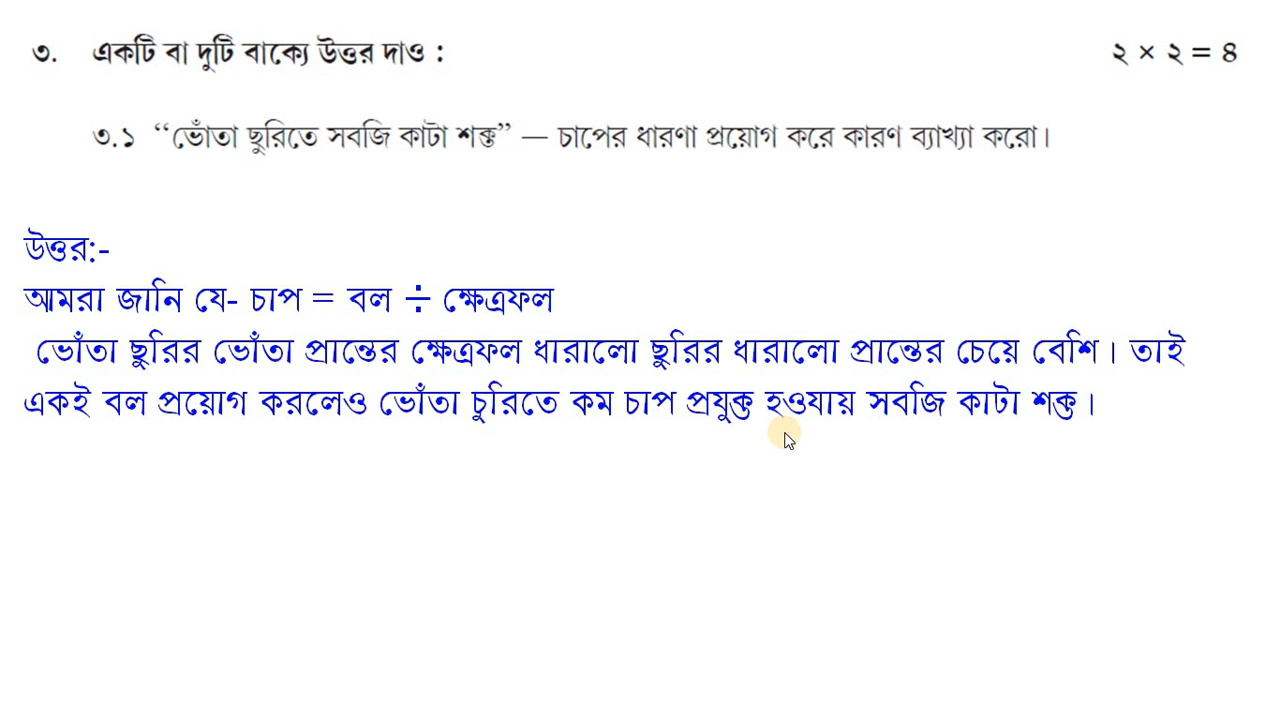 ৩. একটি বা দুটি বাক্যে উত্তর দাও : ২ × ২ = ৪
৩.১ ‘‘ভোঁতা ছুরিতে সবজি কাটা শক্ত’’ — চাপের ধারণা প্রয়োগ করে কারণ ব্যাখ্যা করো।
উত্তর:-
আমরা জানি যে- চাপ = বল ÷ ক্ষেত্রফল
ভোঁতা ছুরির ভোঁতা প্রান্তের ক্ষেত্রফল ধারালো ছুরির ধারালো প্রান্তের চেয়ে বেশি। তাই
একই বল প্রয়োগ করলেও ভোঁতা চুরিতে কম চাপ প্রযুক্ত হওযায় সবজি কাটা শক্ত।